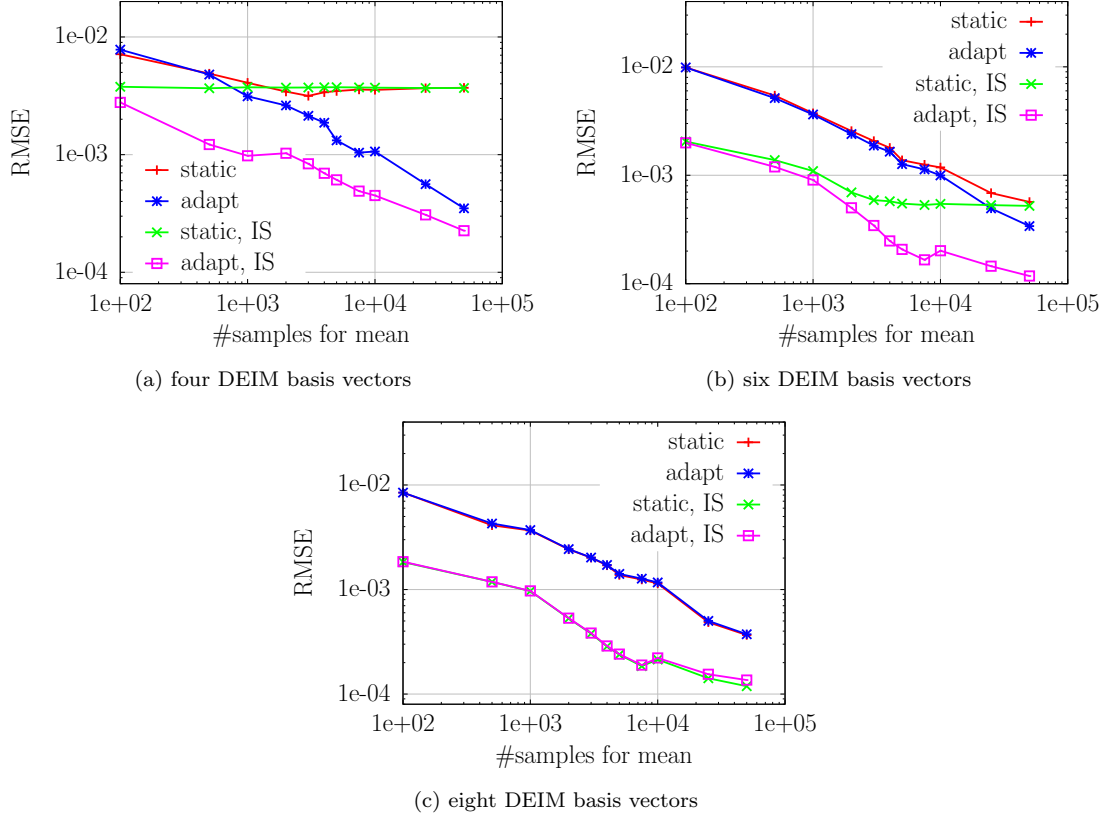 1e-02
1e-03
1e-04
RMSE
static
adapt
static, IS
adapt, IS
1e+02
1e+03
1e+04
1e+05
#samples for mean
(a) four DEIM basis vectors
1e-02
1e-03
1e-04
RMSE
static
adapt
static, IS
adapt, IS
1e+02
1e+03
1e+04
1e+05
#samples for mean
(b) six DEIM basis vectors
1e-02
1e-03
1e-04
RMSE
static
adapt
static, IS
adapt, IS
1e+02
1e+03
1e+04
1e+05
#samples for mean
(c) eight DEIM basis vectors